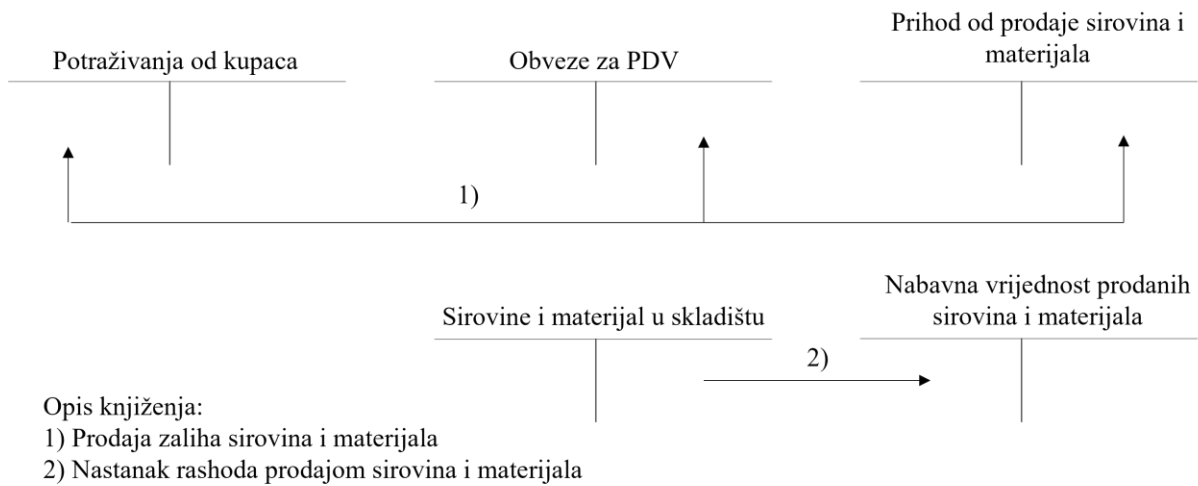 Potraživanja od kupaca
Obveze za PDV
Prihod od prodaje sirovina i
materijala
1)
Sirovine i materijal u skladištu
Nabavna vrijednost prodanih
sirovina i materijala
2)
Opis knjiženja:
1) Prodaja zaliha sirovina i materijala
2) Nastanak rashoda prodajom sirovina i materijala